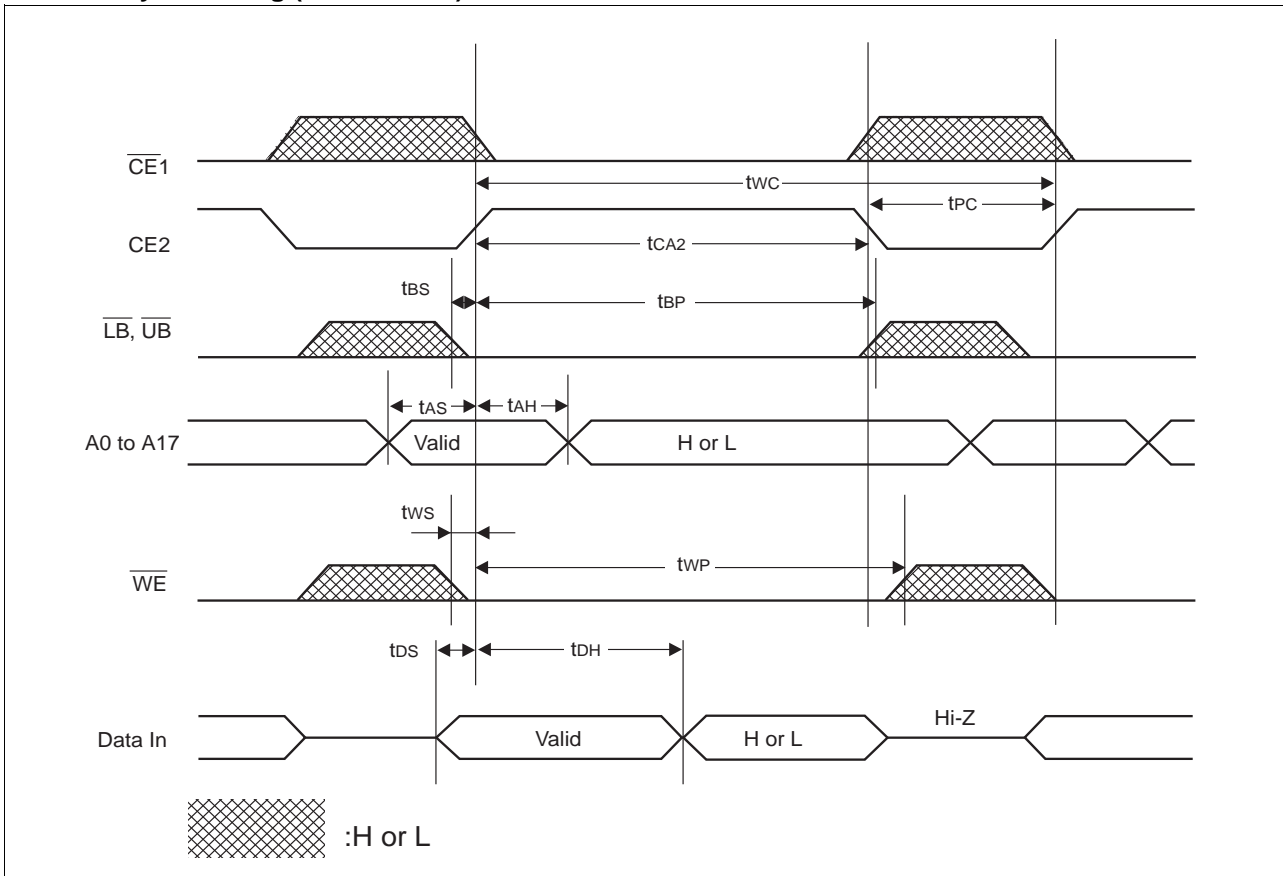 CE1
tWC
tPC
CE2
tCA2
tBS
tBP
LB, UB
tAS
tAH
A0 to A17
Valid
H or L
tWS
tWP
WE
tDS
tDH
Data In
Valid
H or L
Hi-Z
:H or L